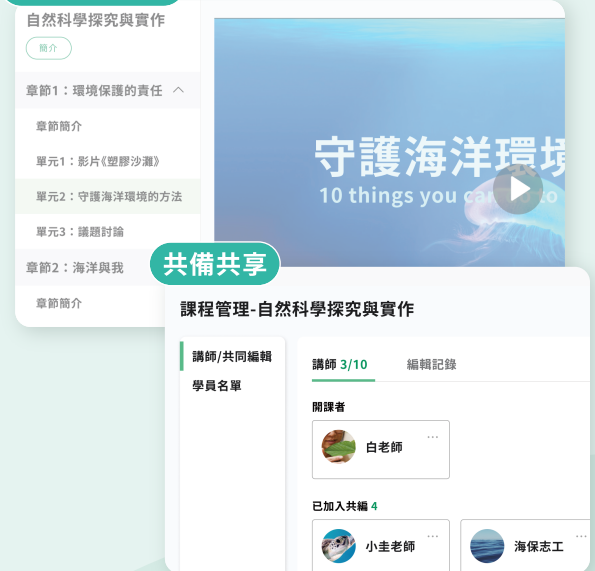 自然科學探究與實作
簡介
章節1：環境保護的責任
章節簡介
單元1：影片《塑膠沙灘》
單元2：守護海洋環境的方法
單元3：議題討論
章節2：海洋與我
章節簡介
守護海洋環境
10 things you can do to
共備共享
課程管理-自然科學探究與實作
講師/共同編輯
學員名單
講師 3/10
編輯記錄
開課者
白老師
已加入共編 4
小圭老師
海保志工